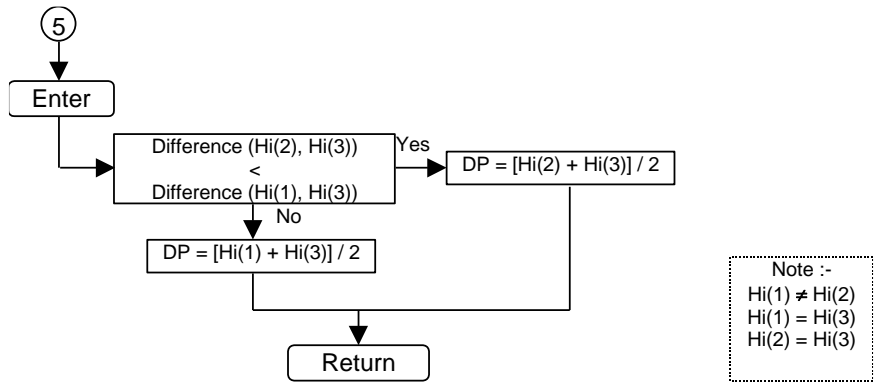 5
Enter
Difference (Hi(2), Hi(3))
<
Difference (Hi(1), Hi(3))
Yes
DP = [Hi(2) + Hi(3)] / 2
No
DP = [Hi(1) + Hi(3)] / 2
Return
Note :-
Hi(1) ≠ Hi(2)
Hi(1) = Hi(3)
Hi(2) = Hi(3)